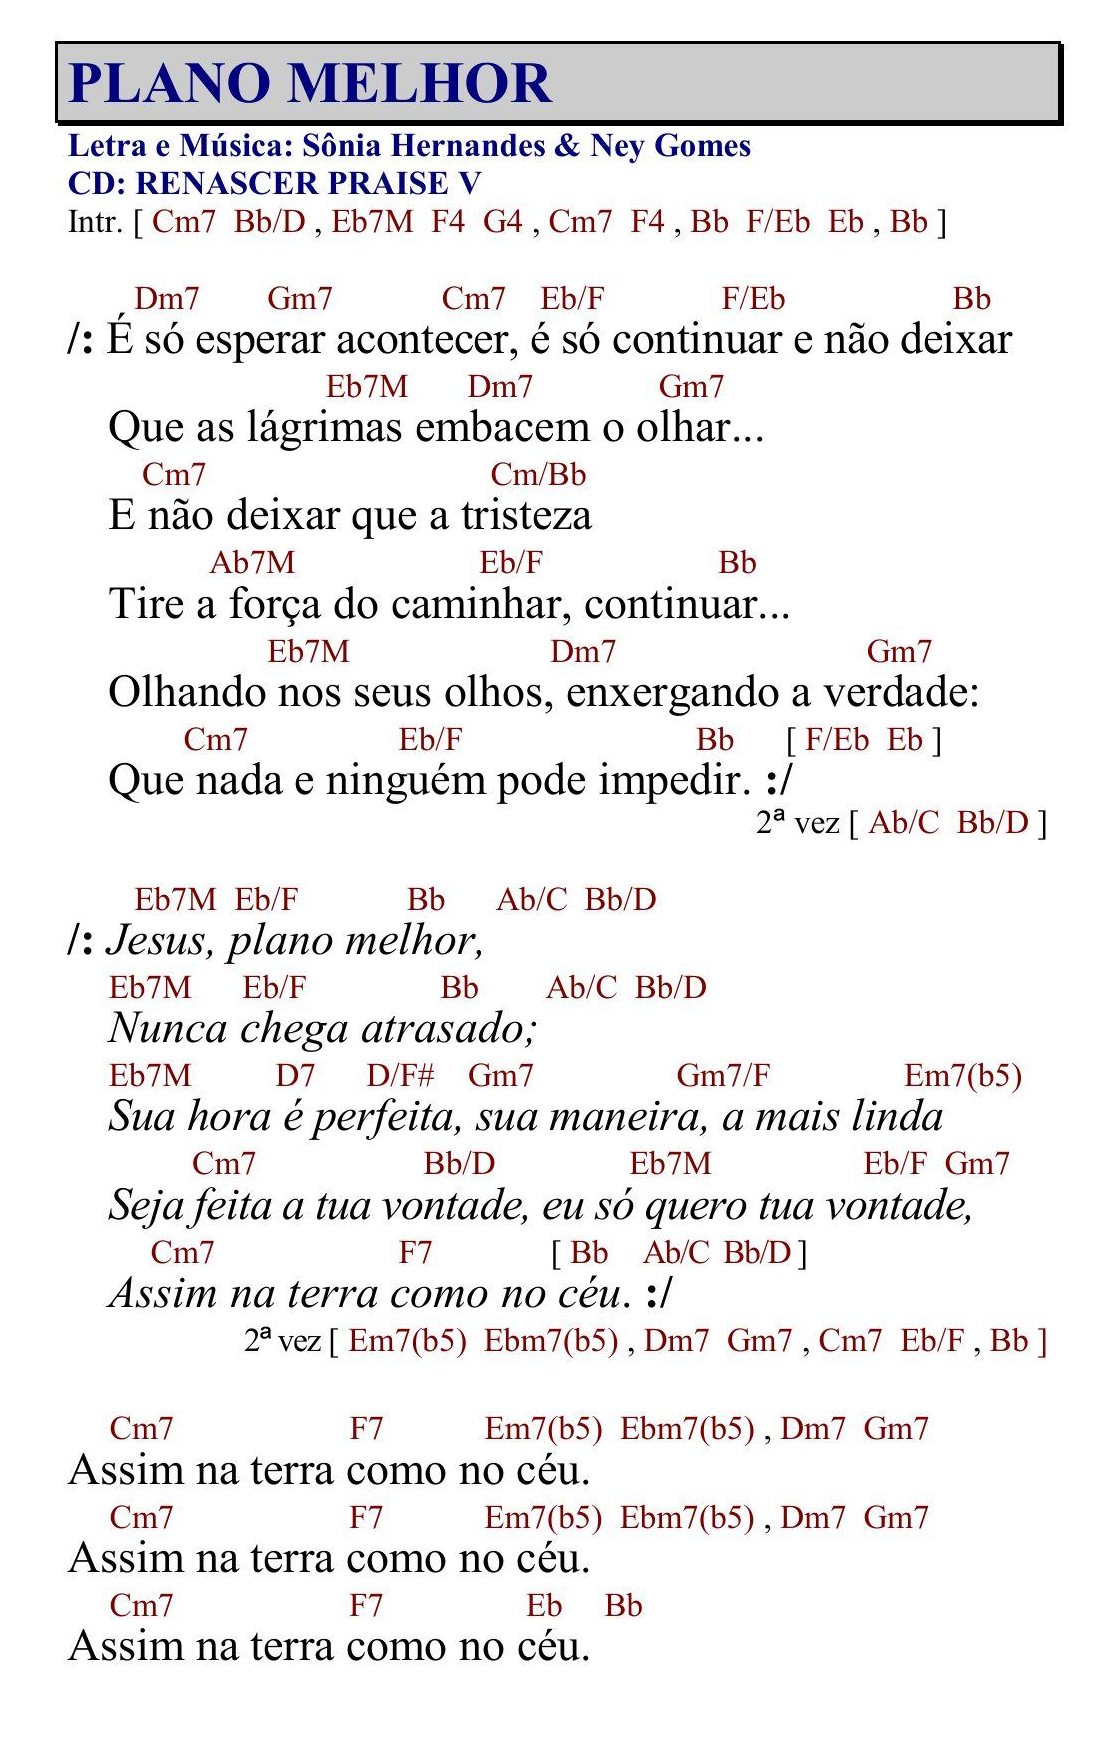 PLANO MELHOR
Letra e Música: Sônia Hernandes & Ney Gomes
CD: RENASCER PRAISE V
Intr. [ Cm7 Bb/D , Eb7M F4 G4 , Cm7 F4 , Bb F/Eb Eb , Bb ]
Dm7 Gm7 Cm7 Eb/F F/Eb Bb
/: É só esperar acontecer, é só continuar e não deixar
Eb7M Dm7 Gm7
Que as lágrimas embacem o olhar...
Cm7 Cm/Bb
E não deixar que a tristeza
Ab7M Eb/F Bb
Tire a força do caminhar, continuar...
Eb7M Dm7 Gm7
Olhando nos seus olhos, enxergando a verdade:
Cm7 Eb/F Bb [ F/Eb Eb ]
Que nada e ninguém pode impedir. :/
2ª vez [ Ab/C Bb/D ]
Eb7M Eb/F Bb Ab/C Bb/D
/: Jesus, plano melhor,
Eb7M Eb/F Bb Ab/C Bb/D
Nunca chega atrasado;
Eb7M D7 D/F# Gm7 Gm7/F Em7(b5)
Sua hora é perfeita, sua maneira, a mais linda
Cm7 Bb/D Eb7M Eb/F Gm7
Seja feita a tua vontade, eu só quero tua vontade,
Cm7 F7 [ Bb Ab/C Bb/D ]
Assim na terra como no céu. :/
2ª vez [ Em7(b5) Ebm7(b5) , Dm7 Gm7 , Cm7 Eb/F , Bb ]
Cm7 F7 Em7(b5) Ebm7(b5) , Dm7 Gm7
Assim na terra como no céu.
Cm7 F7 Em7(b5) Ebm7(b5) , Dm7 Gm7
Assim na terra como no céu.
Cm7 F7 Eb Bb
Assim na terra como no céu.